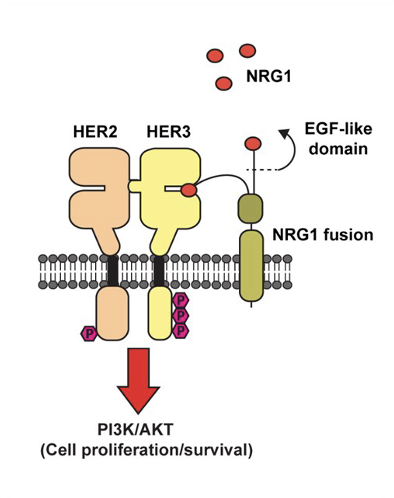 NRG1
HER2
HER3
EGF-like
domain
NRG1 fusion
P
P
P
P
PI3K/AKT
(Cell proliferation/survival)